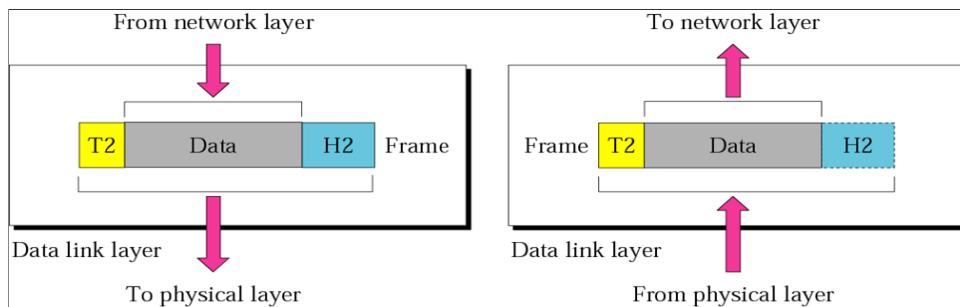 From network layer
T2 Data H2 Frame
Data link layer
To physical layer
To network layer
Frame T2 Data H2
Data link layer
From physical layer